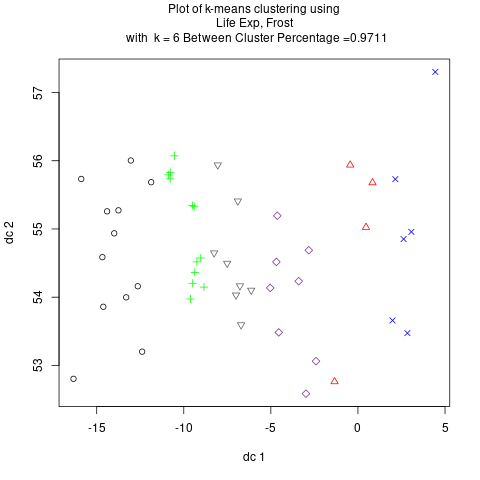 Plot of k-means clustering using
Life Exp, Frost
with k = 6 Between Cluster Percentage =0.9711
57
56
55
54
53
dc 2
-15 -10 -5 0 5
dc 1